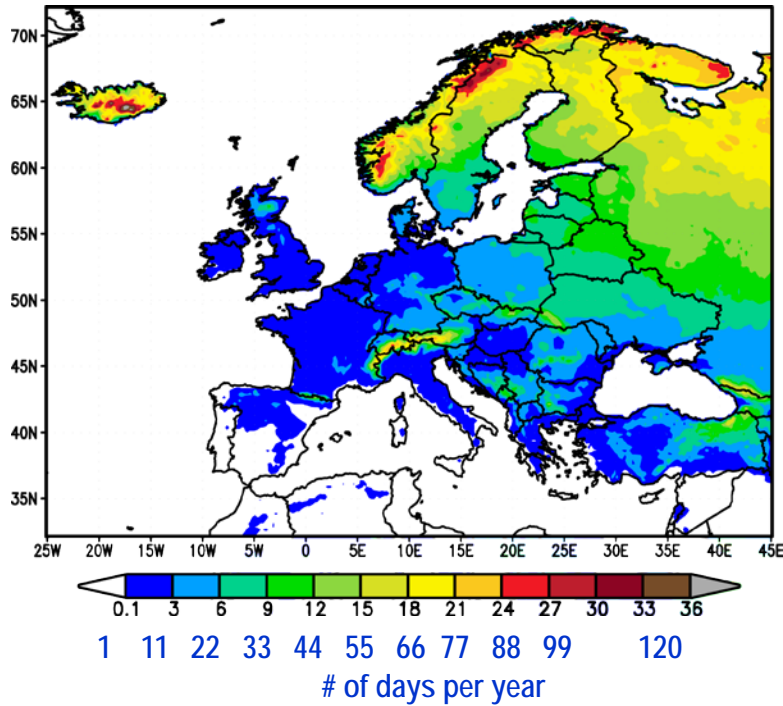 70N
65N
60N
55N
50N
45N
40N
35N
25W 20W 15W 10W 5W 0 5E 10E 15E 20E 25E 30E 35E 40E 45E
0.1 3 6 9 12 15 18 21 24 27 30 33 36
1 11 22 33 44 55 66 77 88 99 120
# of days per year